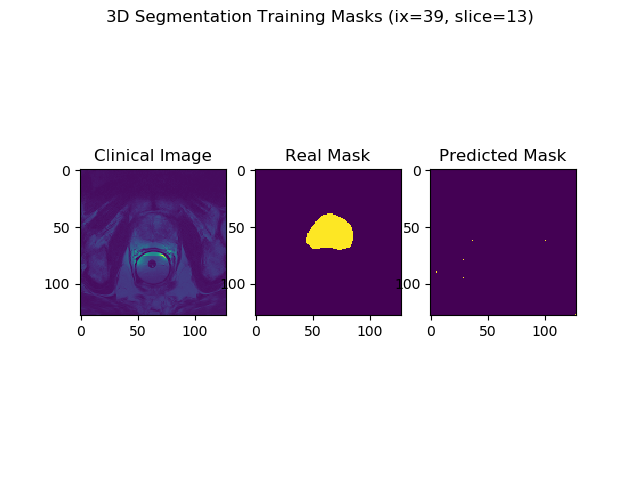 3D Segmentation Training Masks (ix=39, slice=13)
Clinical Image Real Mask Predicted Mask
0 0 0
50 50 50
100 100 100
0 50 100 0 50 100 0 50 100